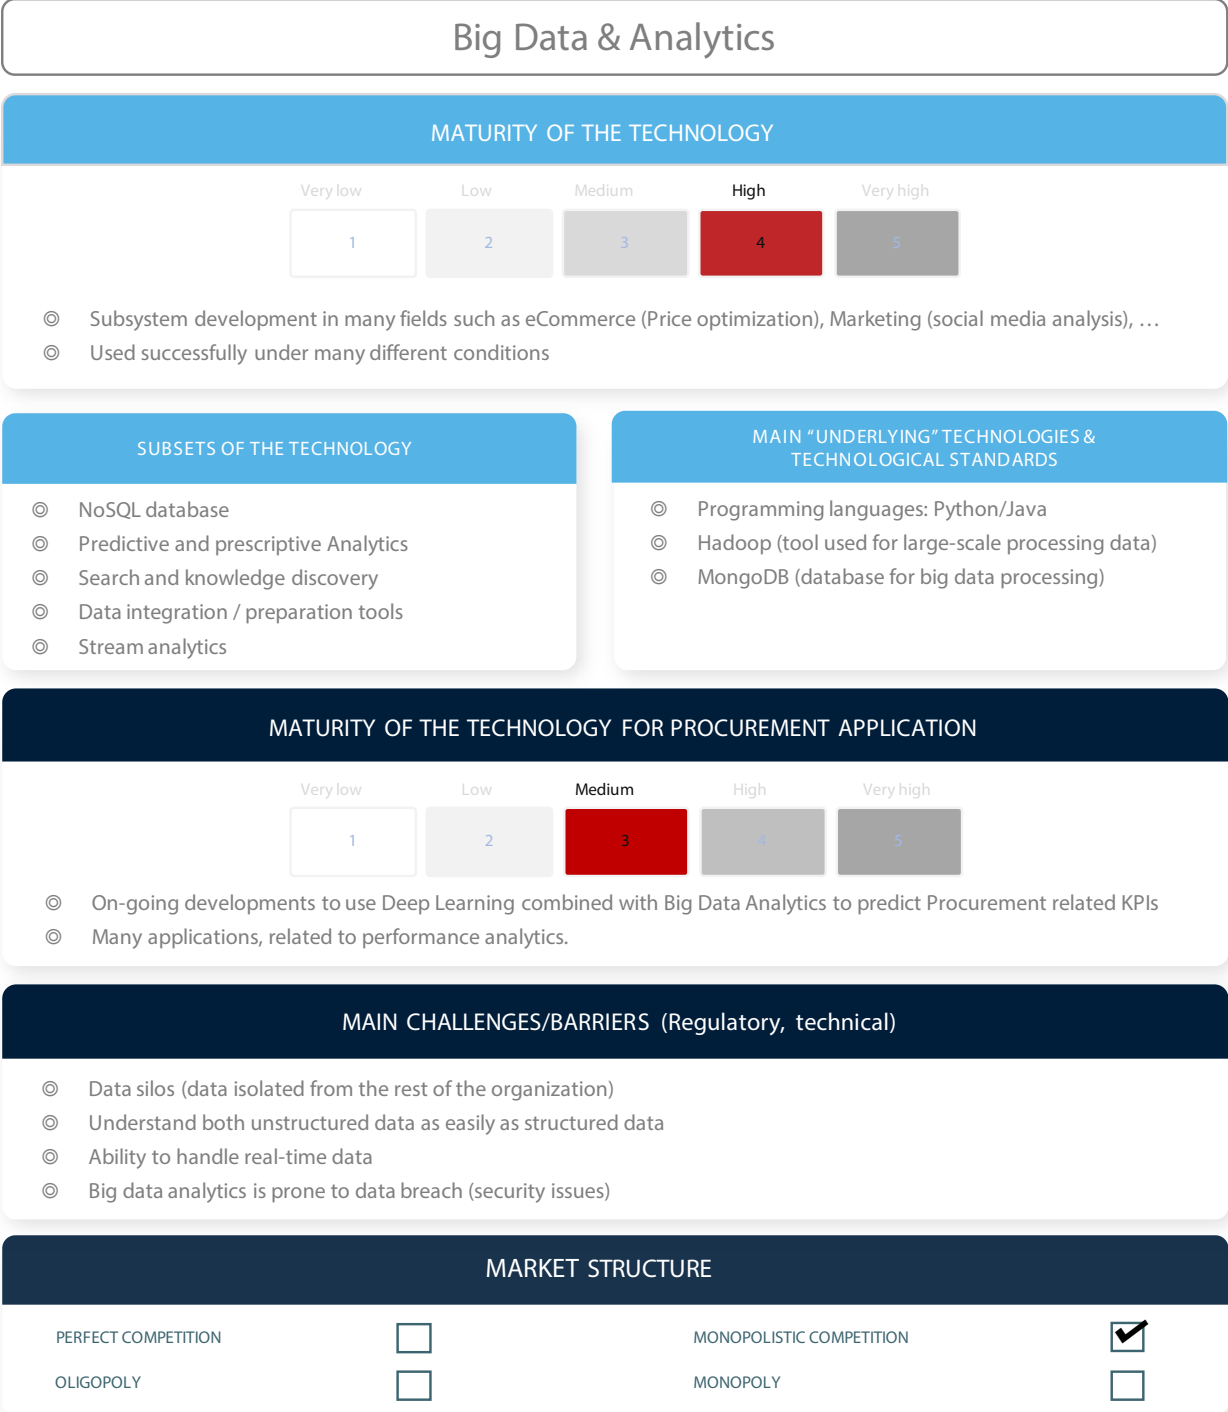 Big Data & Analytics
MATURITY OF THE TECHNOLOGY
Very low Low Medium High Very high
1 2 3 4 5
Subsystem development in many fields such as eCommerce (Price optimization), Marketing (social media analysis), …
Used successfully under many different conditions
SUBSETS OF THE TECHNOLOGY
NoSQL database
Predictive and prescriptive Analytics
Search and knowledge discovery
Data integration / preparation tools
Stream analytics
MAIN “UNDERLYING” TECHNOLOGIES &
TECHNOLOGICAL STANDARDS
Programming languages: Python/Java
Hadoop (tool used for large-scale processing data)
MongoDB (database for big data processing)
MATURITY OF THE TECHNOLOGY FOR PROCUREMENT APPLICATION
Very low Low Medium High Very high
1 2 3 4 5
On-going developments to use Deep Learning combined with Big Data Analytics to predict Procurement related KPIs
Many applications, related to performance analytics.
MAIN CHALLENGES/BARRIERS (Regulatory, technical)
Data silos (data isolated from the rest of the organization)
Understand both unstructured data as easily as structured data
Ability to handle real-time data
Big data analytics is prone to data breach (security issues)
MARKET STRUCTURE
PERFECT COMPETITION
MONOPOLISTIC COMPETITION
OLIGOPOLY
MONOPOLY